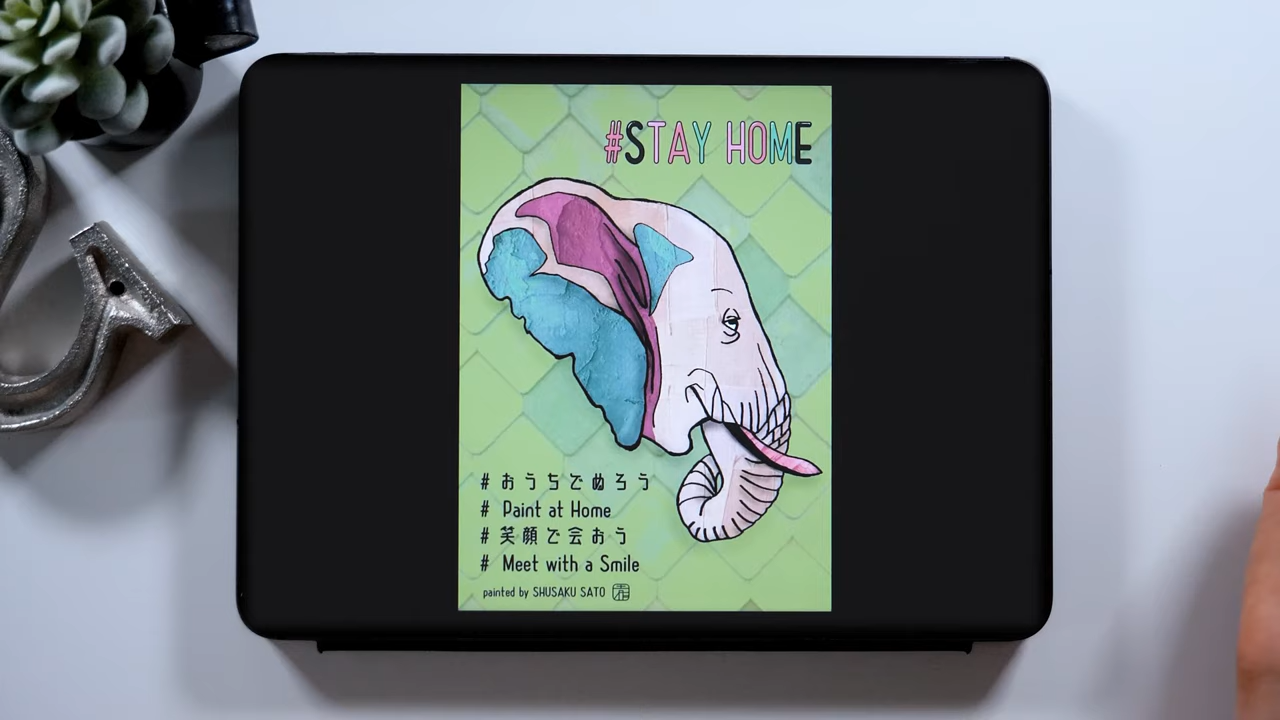 #STAY HOME
# おうちでぬろう
# Paint at Home
# 笑顔で会おう
# Meet with a Smile
painted by SHUSAKU SATO